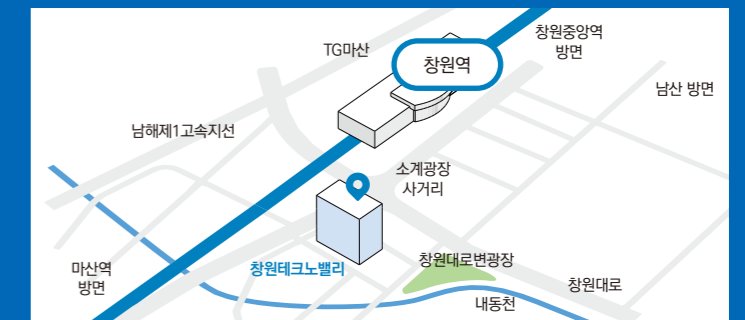 창원중앙역
방면
TG마산
창원역
남산 방면
남해제1고속지선
소계광장
사거리
마산역
방면
창원테크노밸리
창원대로변광장
창원대로
내동천